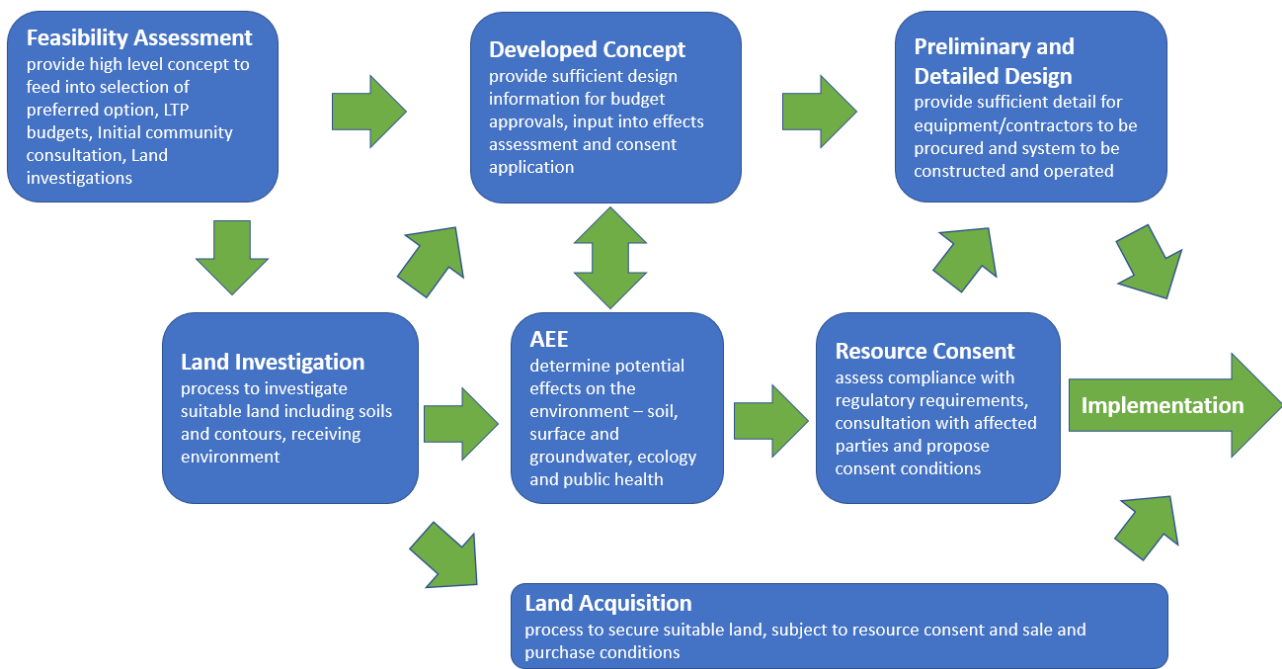 Feasibility Assessment
provide high level concept to
feed into selection of
preferred option, LTP
budgets, Initial community
consultation, Land
investigations
Developed Concept
provide sufficient design
information for budget
approvals, input into effects
assessment and consent
application
Preliminary and
Detailed Design
provide sufficient detail for
equipment/contractors to be
procured and system to be
constructed and operated
Land Investigation
process to investigate
suitable land including soils
and contours, receiving
environment
AEE
determine potential
effects on the
environment – soil,
surface and
groundwater, ecology
and public health
Resource Consent
assess compliance with
regulatory requirements,
consultation with affected
parties and propose
consent conditions
Implementation
Land Acquisition
process to secure suitable land, subject to resource consent and sale and
purchase conditions